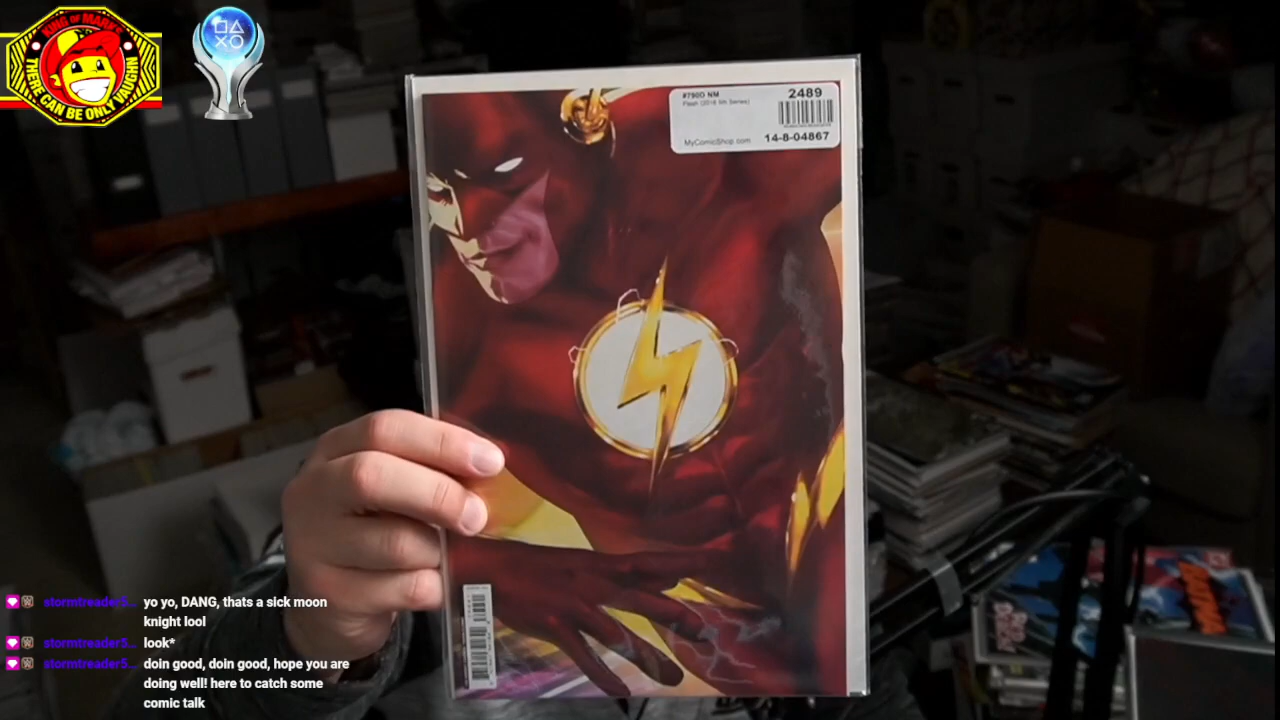 KING OF MARKS
THERE CAN BE ONLY VAUGHN
#790D NM
2489
Flash (2016 5th Series)
MyComicShop.com
14-8-04867
stormtreader5...
yo yo, DANG, thats a sick moon
knight lool
stormtreader5...
look*
stormtreader5...
doin good, doin good, hope you are
doing well! here to catch some
comic talk